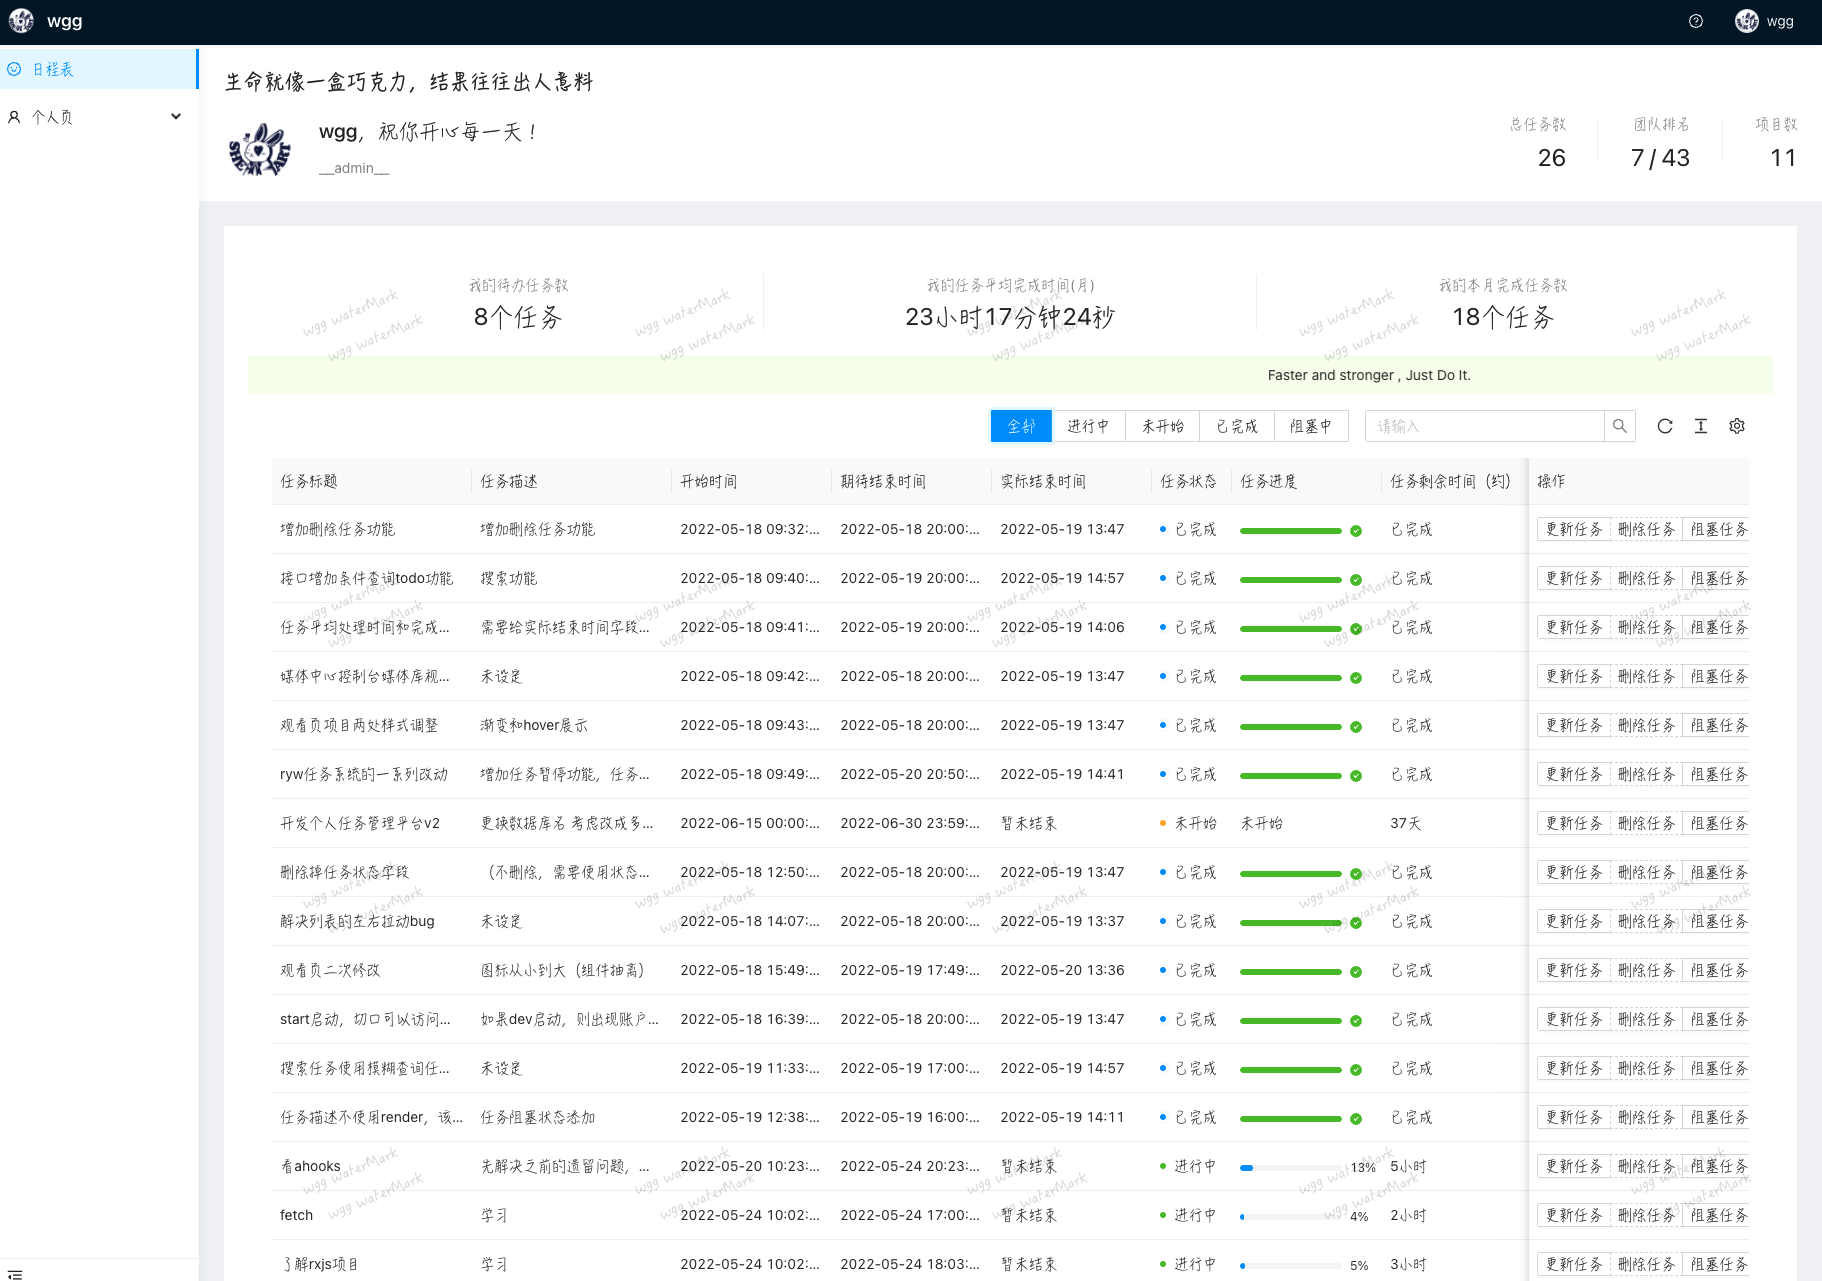 wgg
wgg
日程表
个人页
生命就像一盒巧克力，结果往往出人意料
wgg，祝你开心每一天！
__admin__
总任务数 团队排名 项目数
26 7 / 43 11
我的待办任务数 我的任务平均完成时间(月) 我的本月完成任务数
8个任务 23小时17分钟24秒 18个任务
wgg waterMark
Faster and stronger , Just Do It.
全部 进行中 未开始 已完成 阻塞中 请输入
任务标题 任务描述 开始时间 期待结束时间 实际结束时间 任务状态 任务进度 任务剩余时间（约） 操作
增加删除任务功能 增加删除任务功能 2022-05-18 09:32:... 2022-05-18 20:00:... 2022-05-19 13:47 已完成 已完成 更新任务 删除任务 阻塞任务
接口增加条件查询todo功能 搜索功能 2022-05-18 09:40:... 2022-05-19 20:00:... 2022-05-19 14:57 已完成 已完成 更新任务 删除任务 阻塞任务
任务平均处理时间和完成... 需要给实际结束时间字段... 2022-05-18 09:41:... 2022-05-19 20:00:... 2022-05-19 14:06 已完成 已完成 更新任务 删除任务 阻塞任务
媒体中心控制台媒体库视... 未设定 2022-05-18 09:42:... 2022-05-18 20:00:... 2022-05-19 13:47 已完成 已完成 更新任务 删除任务 阻塞任务
观看页项目两处样式调整 渐变和hover展示 2022-05-18 09:43:... 2022-05-18 20:00:... 2022-05-19 13:47 已完成 已完成 更新任务 删除任务 阻塞任务
ryw任务系统的一系列改动 增加任务暂停功能，任务... 2022-05-18 09:49:... 2022-05-20 20:50:... 2022-05-19 14:41 已完成 已完成 更新任务 删除任务 阻塞任务
开发个人任务管理平台v2 更换数据库名 考虑改成多... 2022-06-15 00:00:... 2022-06-30 23:59:... 暂未结束 未开始 未开始 37天 更新任务 删除任务 阻塞任务
删除掉任务状态字段 （不删除，需要使用状态... 2022-05-18 12:50:... 2022-05-18 20:00:... 2022-05-19 13:47 已完成 已完成 更新任务 删除任务 阻塞任务
解决列表的左右拉动bug 未设定 2022-05-18 14:07:... 2022-05-18 20:00:... 2022-05-19 13:37 已完成 已完成 更新任务 删除任务 阻塞任务
观看页二次修改 图标从小到大（组件抽离） 2022-05-18 15:49:... 2022-05-19 17:49:... 2022-05-20 13:36 已完成 已完成 更新任务 删除任务 阻塞任务
start启动，切口可以访问... 如果dev启动，则出现账户... 2022-05-18 16:39:... 2022-05-18 20:00:... 2022-05-19 13:47 已完成 已完成 更新任务 删除任务 阻塞任务
搜索任务使用模糊查询任... 未设定 2022-05-19 11:33:... 2022-05-19 17:00:... 2022-05-19 14:57 已完成 已完成 更新任务 删除任务 阻塞任务
任务描述不使用render，该... 任务阻塞状态添加 2022-05-19 12:38:... 2022-05-19 16:00:... 2022-05-19 14:11 已完成 已完成 更新任务 删除任务 阻塞任务
看ahooks 先解决之前的遗留问题，... 2022-05-20 10:23:... 2022-05-24 20:23:... 暂未结束 进行中 13% 5小时 更新任务 删除任务 阻塞任务
fetch 学习 2022-05-24 10:02:... 2022-05-24 17:00:... 暂未结束 进行中 4% 2小时 更新任务 删除任务 阻塞任务
了解rxjs项目 学习 2022-05-24 10:02:... 2022-05-24 18:03:... 暂未结束 进行中 5% 3小时 更新任务 删除任务 阻塞任务